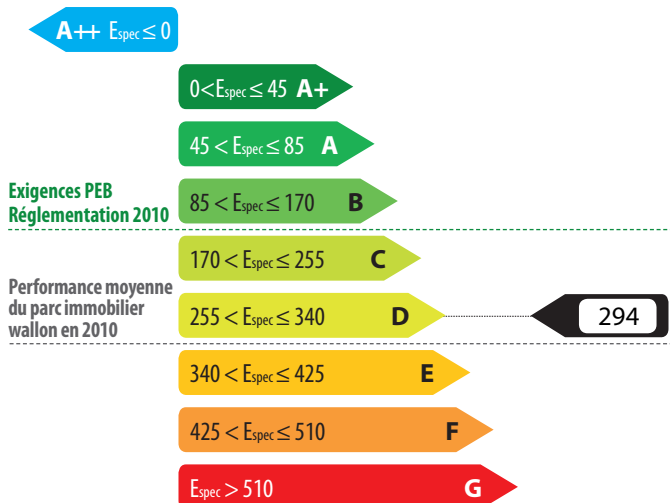 A++ Espec ≤ 0
0<Espec ≤ 45 A+
45 < Espec ≤ 85 A
Exigences PEB
Réglementation 2010
85 < Espec ≤ 170 B
170 < Espec ≤ 255 C
Performance moyenne
du parc immobilier
wallon en 2010
255 < Espec ≤ 340 D
294
340 < Espec ≤ 425 E
425 < Espec ≤ 510 F
Espec > 510 G